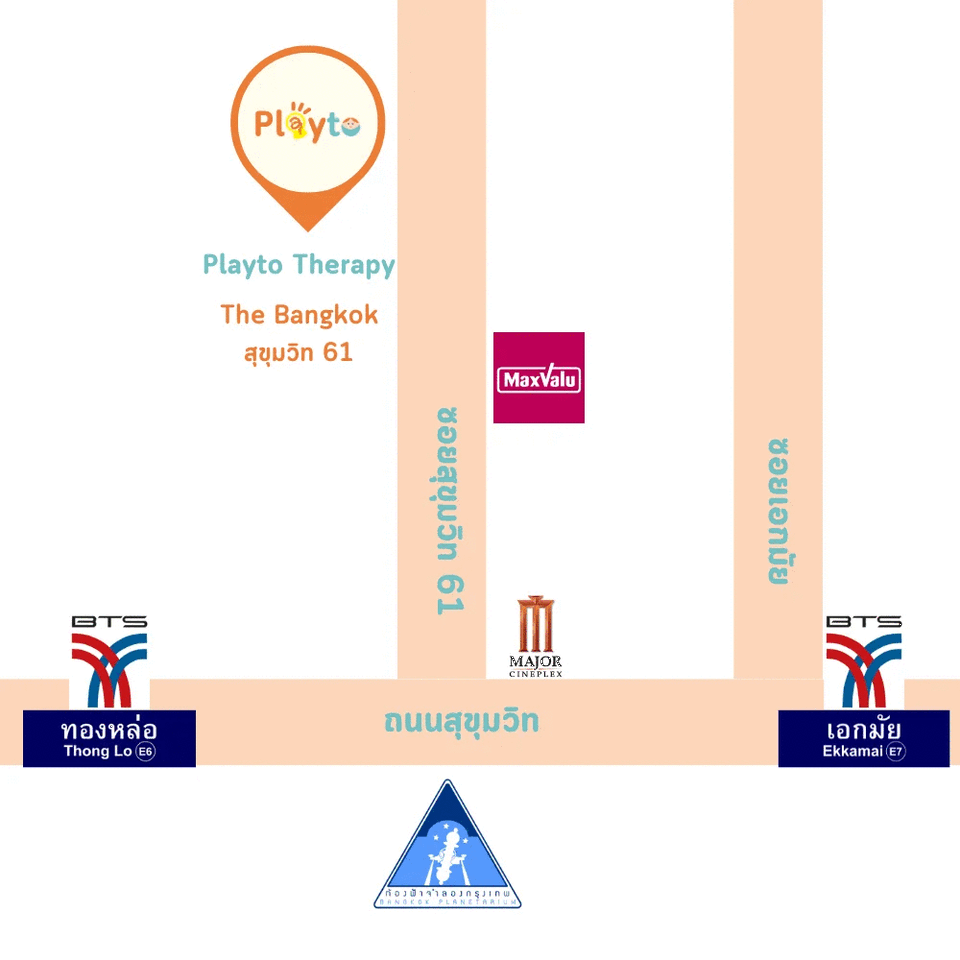 Playto
Playto Therapy
The Bangkok
สุขุมวิท 61
MaxValu
ซอยสุขุมวิท 61
ซอยเอกมัย
BTS
ทองหล่อ
Thong Lo E6
MAJOR
CINEPLEX
BTS
เอกมัย
Ekkamai E7
ถนนสุขุมวิท
ท้องฟ้าจำลองกรุงเทพ
BANGKOK PLANETARIUM